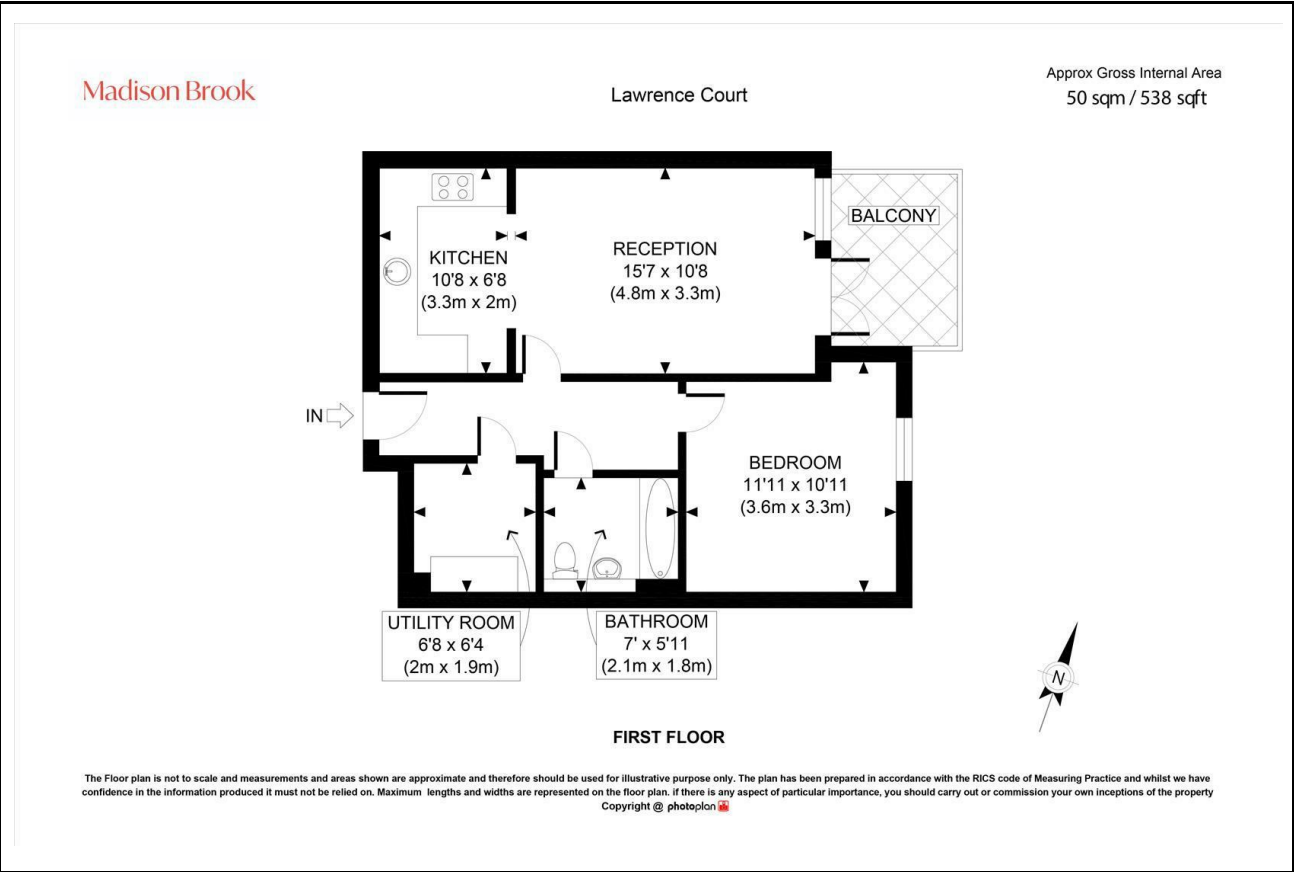 Madison Brook
Lawrence Court
Approx Gross Internal Area
50 sqm / 538 sqft
BALCONY
KITCHEN
10'8 x 6'8
(3.3m x 2m)
RECEPTION
15'7 x 10'8
(4.8m x 3.3m)
IN
BEDROOM
11'11 x 10'11
(3.6m x 3.3m)
UTILITY ROOM
6'8 x 6'4
(2m x 1.9m)
BATHROOM
7' x 5'11
(2.1m x 1.8m)
N
FIRST FLOOR
The Floor plan is not to scale and measurements and areas shown are approximate and therefore should be used for illustrative purpose only. The plan has been prepared in accordance with the RICS code of Measuring Practice and whilst we have
confidence in the information produced it must not be relied on. Maximum lengths and widths are represented on the floor plan. if there is any aspect of particular importance, you should carry out or commission your own inceptions of the property
Copyright @ photoplan